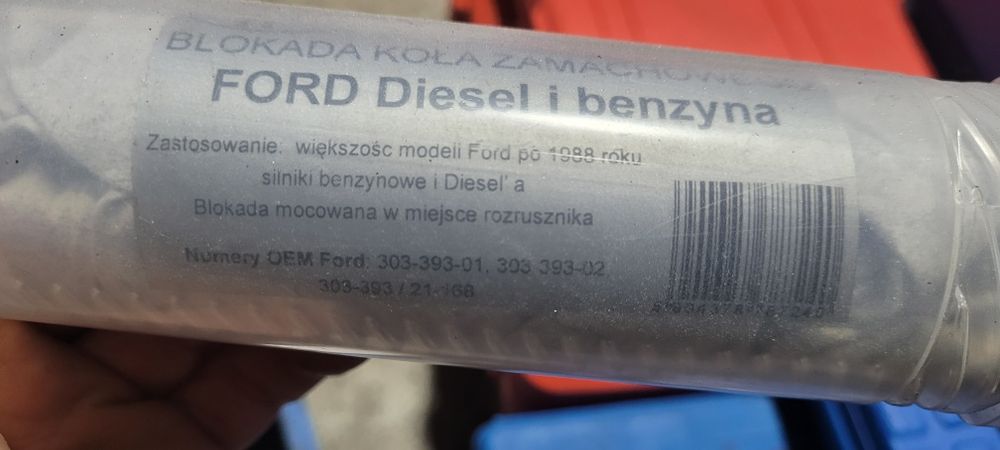 BLOKADA KOŁA ZAMACHOWEGO
FORD Diesel i benzyna
Zastosowanie: większośc modeli Ford po 1988 roku
silniki benzynowe i Diesel' a
Blokada mocowana w miejsce rozrusznika
Numery OEM Ford: 303-393-01, 303 393-02
303-393 / 21-168